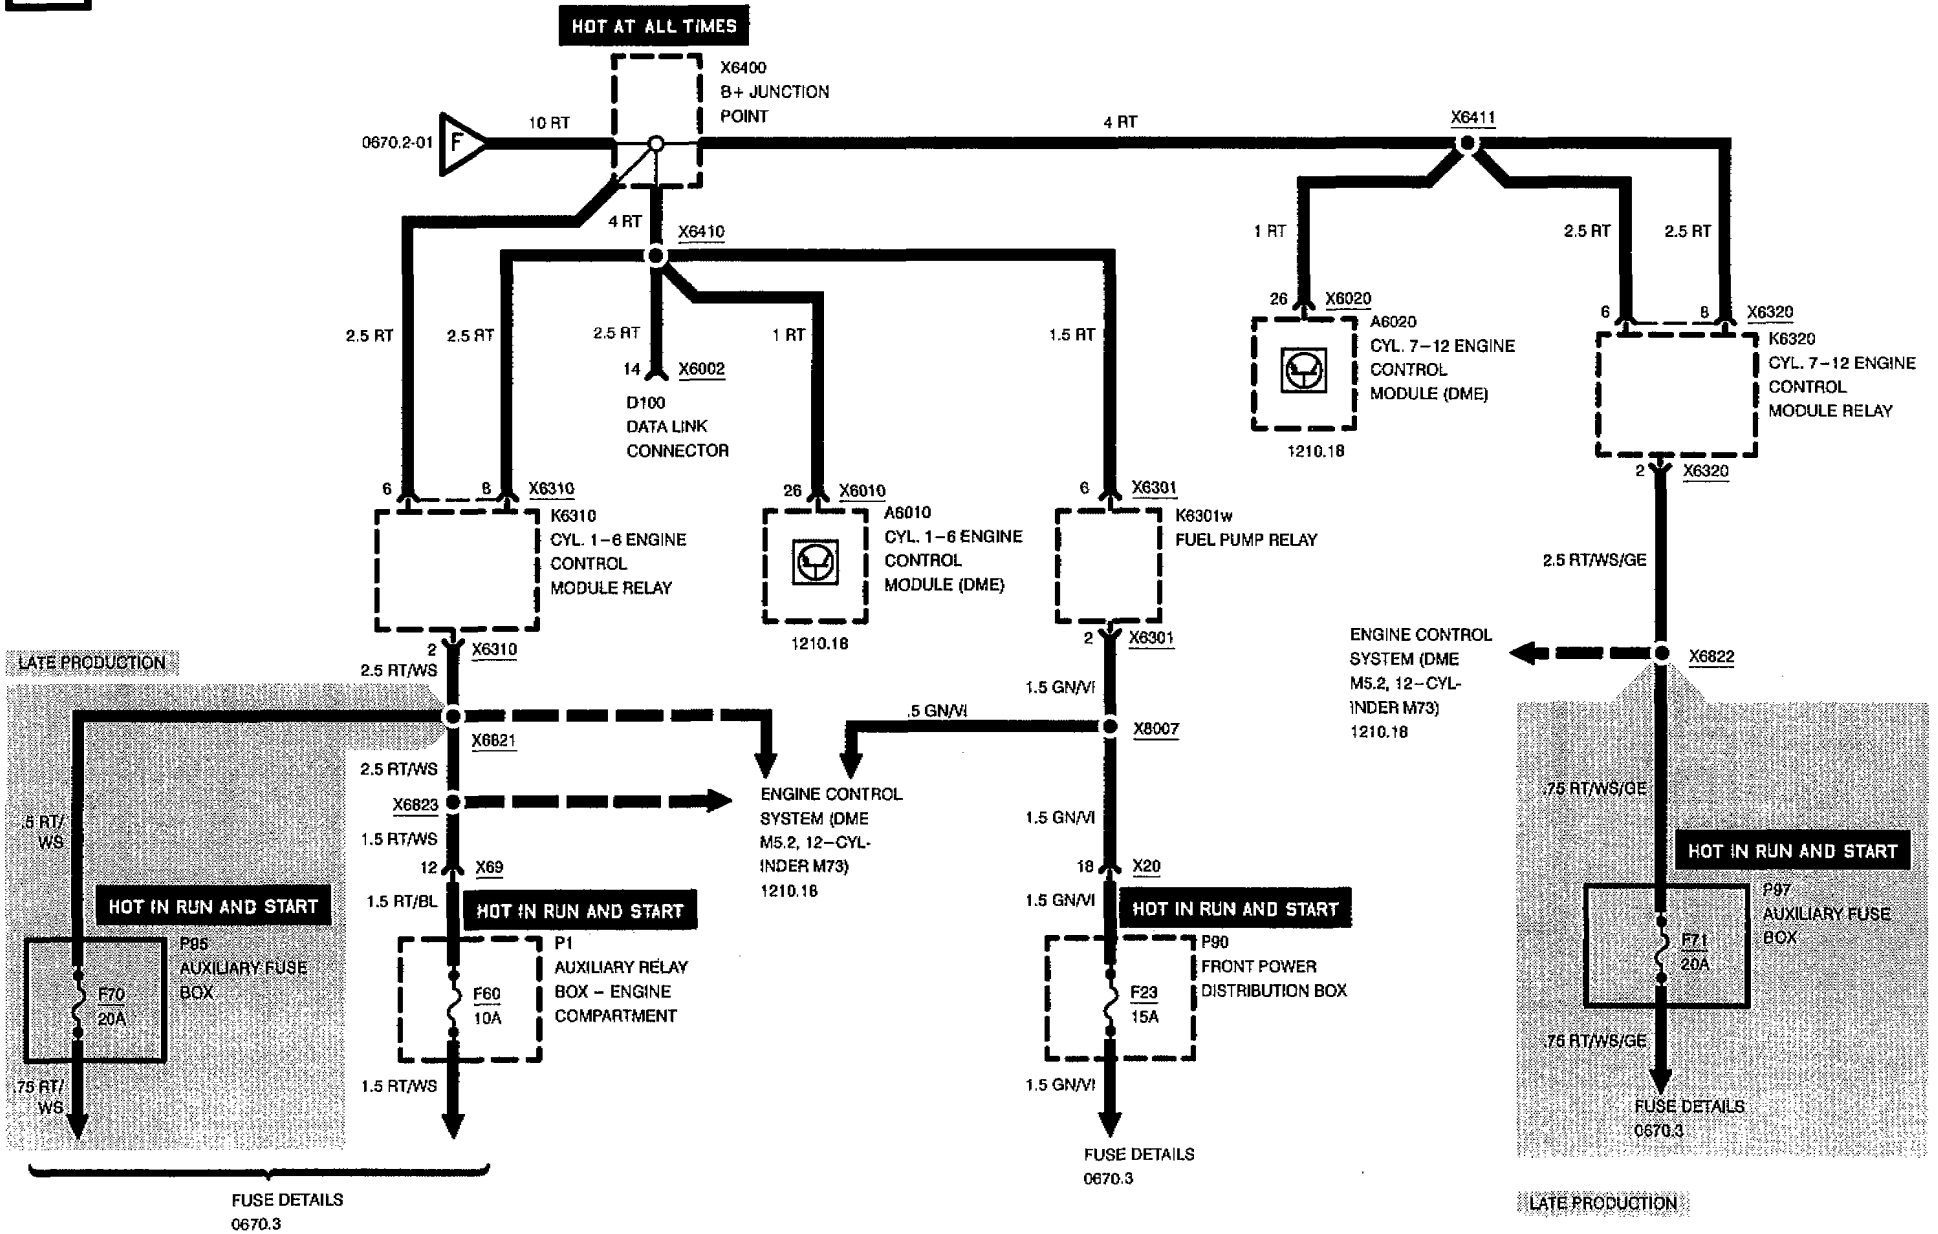 HOT AT ALL TIMES
X6400
B+ JUNCTION
POINT
0670.2-01
F
10 RT
4 RT
X6411
4 RT
X6410
1 RT
2.5 RT
2.5 RT
2.5 RT
2.5 RT
2.5 RT
1 RT
1.5 RT
14
X6002
D100
DATA LINK
CONNECTOR
26
X6020
A6020
CYL. 7-12 ENGINE
CONTROL
MODULE (DME)
1210.18
6
8
X6320
K6320
CYL. 7-12 ENGINE
CONTROL
MODULE RELAY
2
X6320
6
8
X6310
K6310
CYL. 1-6 ENGINE
CONTROL
MODULE RELAY
2
X6310
26
X6010
A6010
CYL. 1-6 ENGINE
CONTROL
MODULE (DME)
1210.18
6
X6301
K6301w
FUEL PUMP RELAY
2
X6301
2.5 RT/WS/GE
ENGINE CONTROL
SYSTEM (DME
M5.2, 12-CYL-
INDER M73)
1210.18
X6822
LATE PRODUCTION
2.5 RT/WS
X6821
2.5 RT/WS
X6823
1.5 RT/WS
12
X69
1.5 RT/BL
.5 RT/
WS
1.5 GN/VI
.5 GN/VI
X8007
ENGINE CONTROL
SYSTEM (DME
M5.2, 12-CYL-
INDER M73)
1210.18
1.5 GN/VI
18
X20
1.5 GN/VI
.75 RT/WS/GE
HOT IN RUN AND START
HOT IN RUN AND START
HOT IN RUN AND START
HOT IN RUN AND START
P95
AUXILIARY FUSE
BOX
F70
20A
P1
AUXILIARY RELAY
BOX - ENGINE
COMPARTMENT
F60
10A
P90
FRONT POWER
DISTRIBUTION BOX
F23
15A
P97
AUXILIARY FUSE
BOX
F71
20A
.75 RT/
WS
1.5 RT/WS
1.5 GN/VI
.75 RT/WS/GE
FUSE DETAILS
0670.3
FUSE DETAILS
0670.3
FUSE DETAILS
0670.3
LATE PRODUCTION